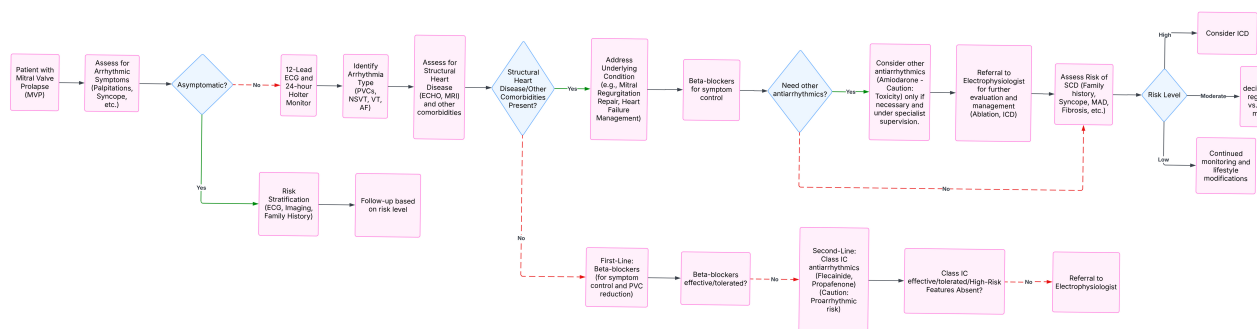 Patient with
Mitral Valve
Prolapse
(MVP)
Assess for
Arrhythmic
Symptoms
(Palpitations,
Syncope,
etc.)
Asymptomatic?
No
12-Lead
ECG and
24-hour
Holter
Monitor
Identify
Arrhythmia
Type
(PVCs,
NSVT, VT,
AF)
Assess for
Structural
Heart
Disease
(ECHO, MRI)
and other
comorbidities
Structural
Heart
Disease/Other
Comorbidities
Present?
Yes
Address
Underlying
Condition
(e.g., Mitral
Regurgitation
Repair, Heart
Failure
Management)
Beta-blockers
for symptom
control
Need other
antiarrhythmics?
Yes
Consider other
antiarrhythmics
(Amiodarone -
Caution:
Toxicity) only if
necessary and
under specialist
supervision.
Referral to
Electrophysiologist
for further
evaluation and
management
(Ablation, ICD)
Assess Risk of
SCD (Family
history,
Syncope, MAD,
Fibrosis, etc.)
Risk Level
High
Consider ICD
Moderate
deci
reg
vs.
m
Low
Continued
monitoring and
lifestyle
modifications
No
Yes
Risk
Stratification
(ECG, Imaging,
Family History)
Follow-up based
on risk level
No
First-Line:
Beta-blockers
(for symptom
control and PVC
reduction)
Beta-blockers
effective/tolerated?
No
Second-Line:
Class IC
antiarrhythmics
(Flecainide,
Propafenone)
(Caution:
Proarrhythmic
risk)
Class IC
effective/tolerated/High-Risk
Features Absent?
No
Referral to
Electrophysiologist